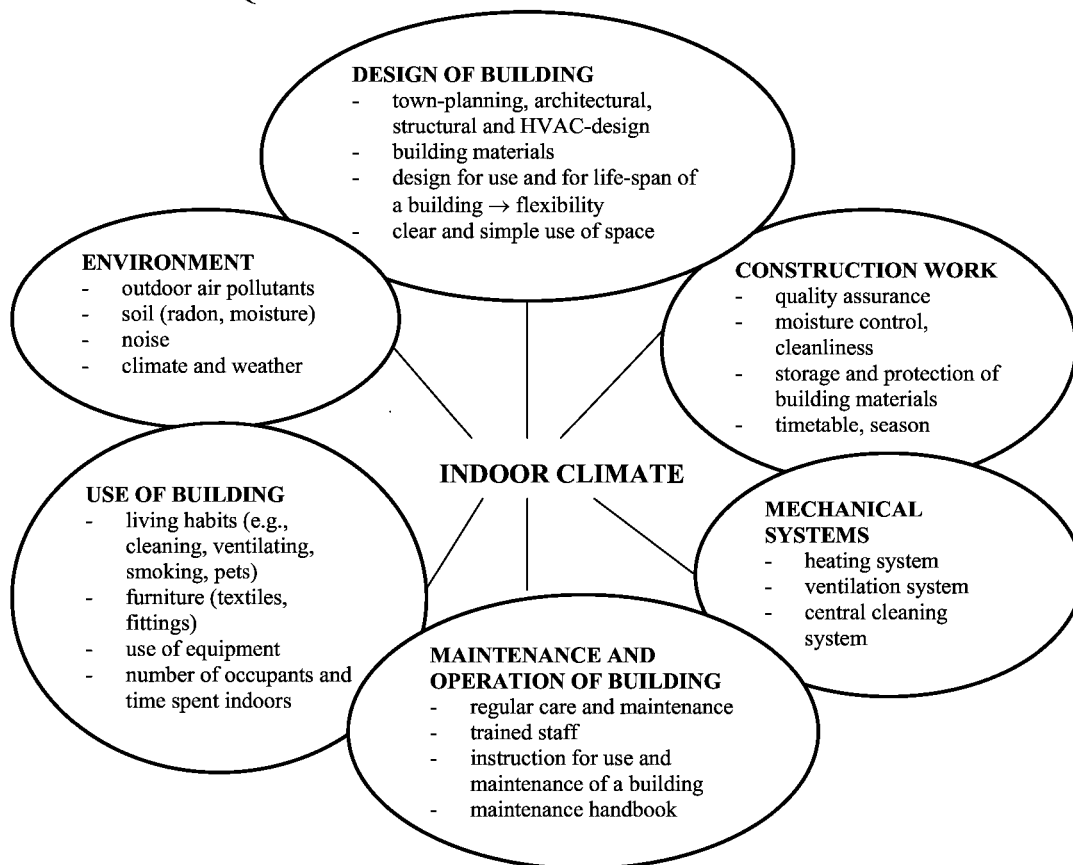 DESIGN OF BUILDING
- town-planning, architectural,
structural and HVAC-design
- building materials
- design for use and for life-span of
a building → flexibility
- clear and simple use of space
ENVIRONMENT
- outdoor air pollutants
- soil (radon, moisture)
- noise
- climate and weather
CONSTRUCTION WORK
- quality assurance
- moisture control,
cleanliness
- storage and protection of
building materials
- timetable, season
INDOOR CLIMATE
USE OF BUILDING
- living habits (e.g.,
cleaning, ventilating,
smoking, pets)
- furniture (textiles,
fittings)
- use of equipment
- number of occupants and
time spent indoors
MECHANICAL
SYSTEMS
- heating system
- ventilation system
- central cleaning
system
MAINTENANCE AND
OPERATION OF BUILDING
- regular care and maintenance
- trained staff
- instruction for use and
maintenance of a building
- maintenance handbook